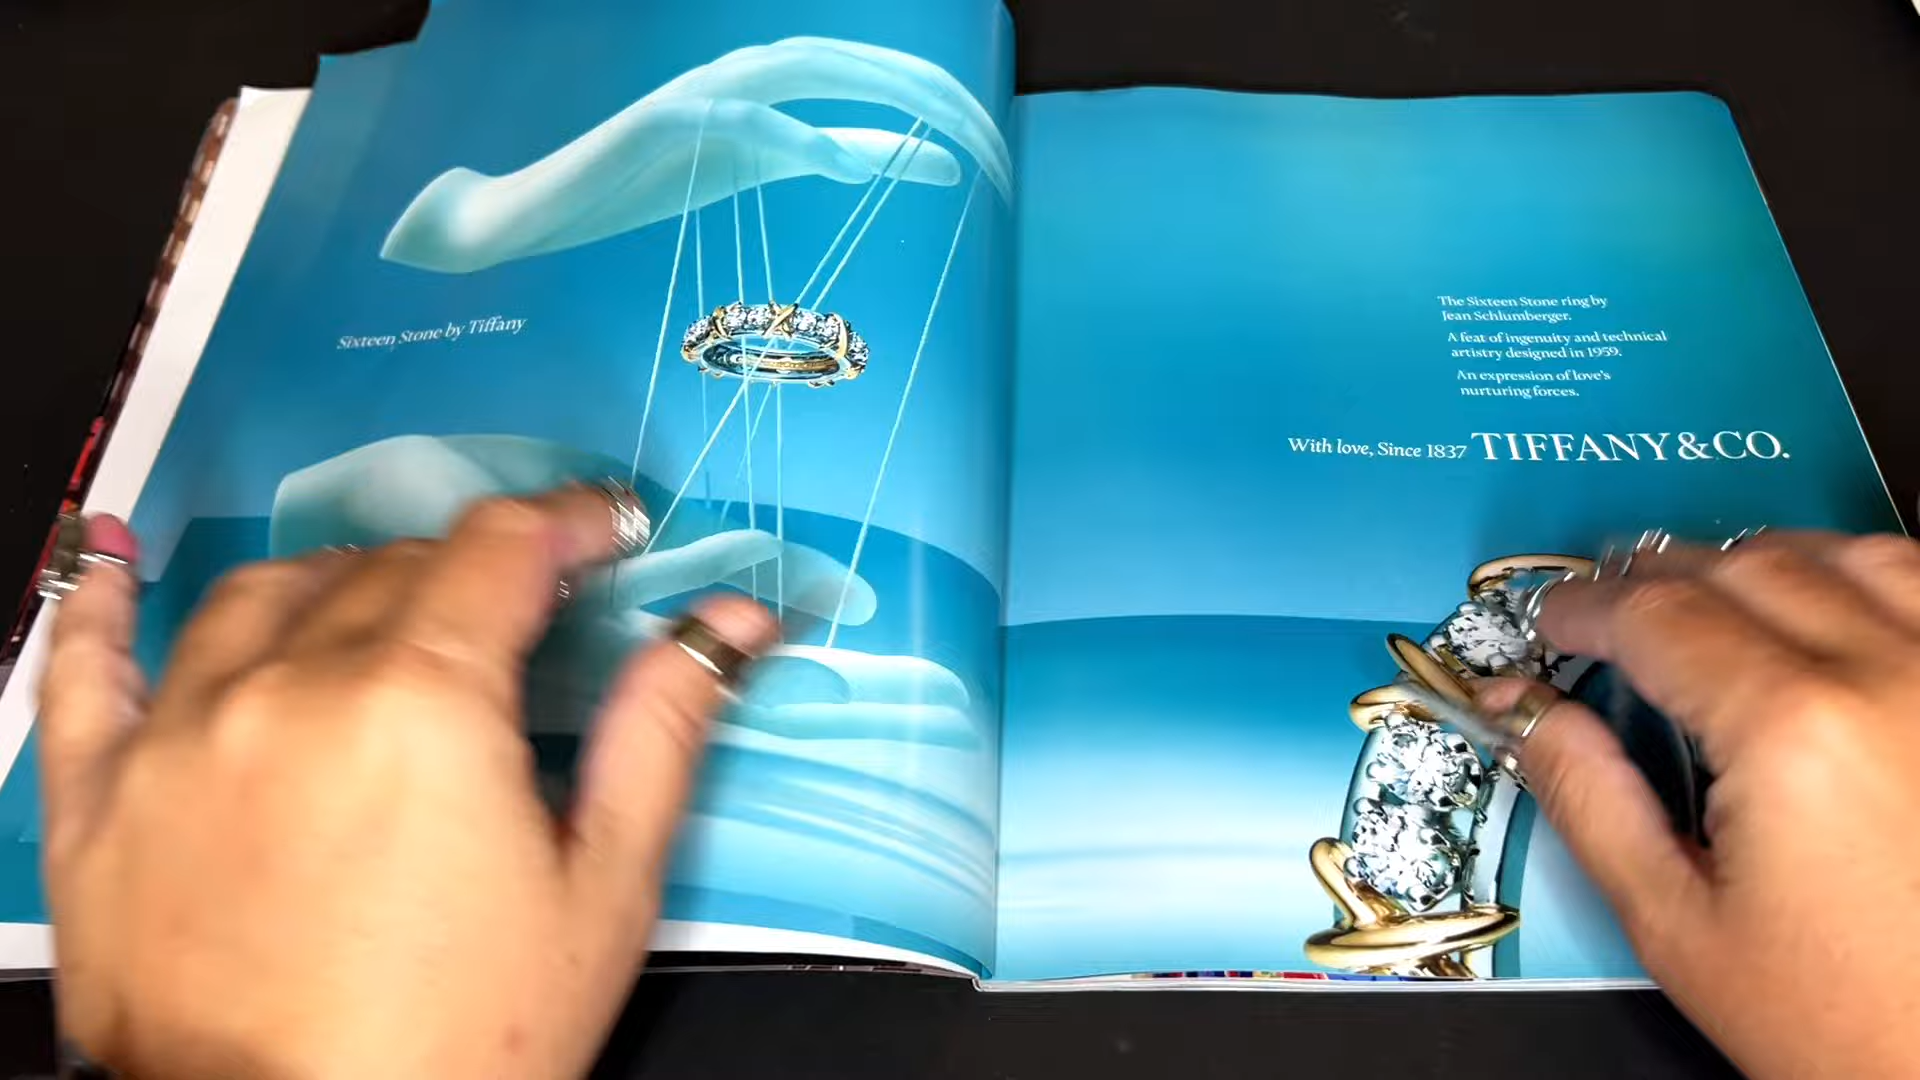 Sixteen Stone by Tiffany
The Sixteen Stone ring by
Jean Schlumberger.
A feat of ingenuity and technical
artistry designed in 1959.
An expression of love's
nurturing forces.
With love, Since 1837 TIFFANY & CO.